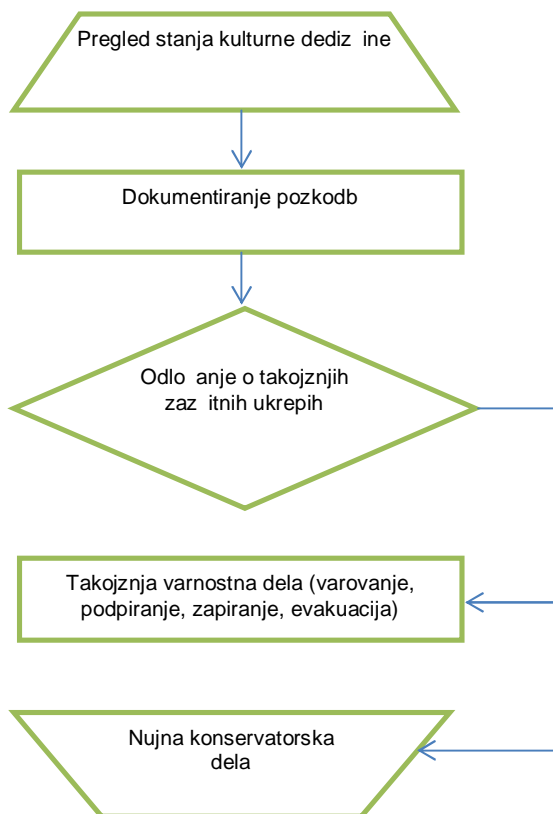 Pregled stanja kulturne dediz ine
Dokumentiranje pozkodb
Odlo anje o takojznjih
zaz itnih ukrepih
Takojznja varnostna dela (varovanje,
podpiranje, zapiranje, evakuacija)
Nujna konservatorska
dela